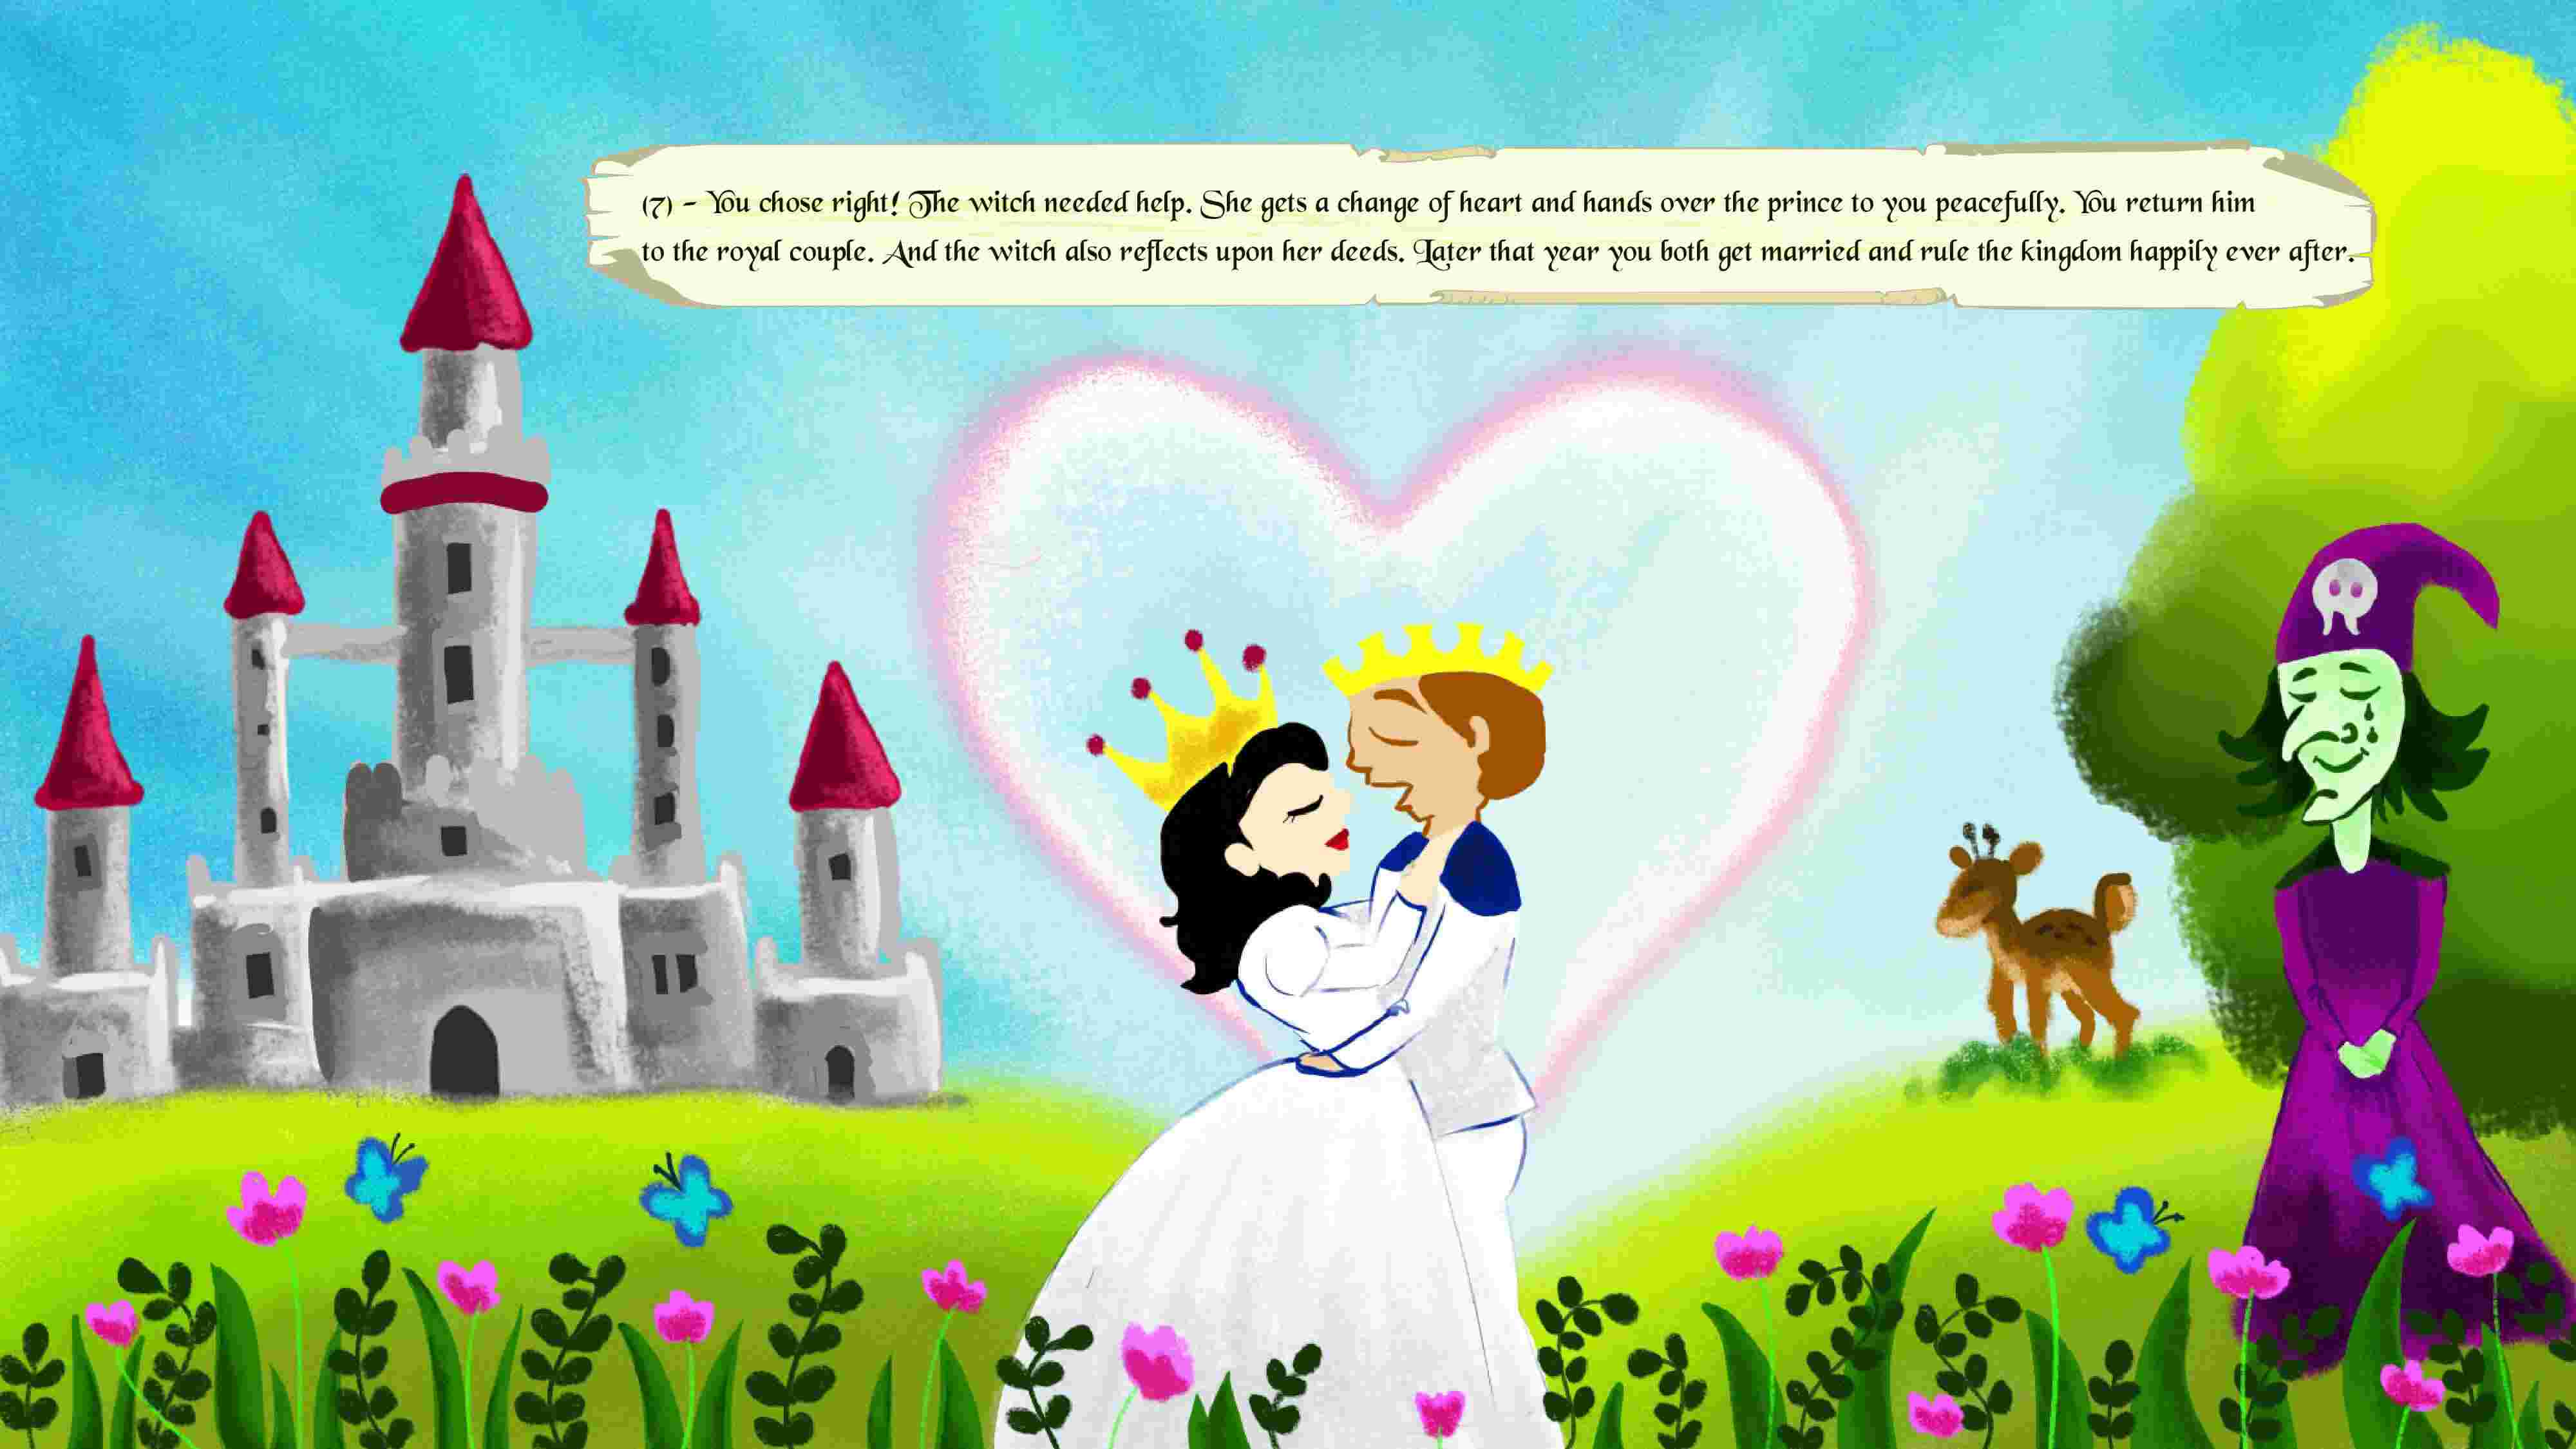 (7) - You chose right! The witch needed help. She gets a change of heart and hands over the prince to you peacefully. You return him
to the royal couple. And the witch also reflects upon her deeds. Later that year you both get married and rule the kingdom happily ever after.